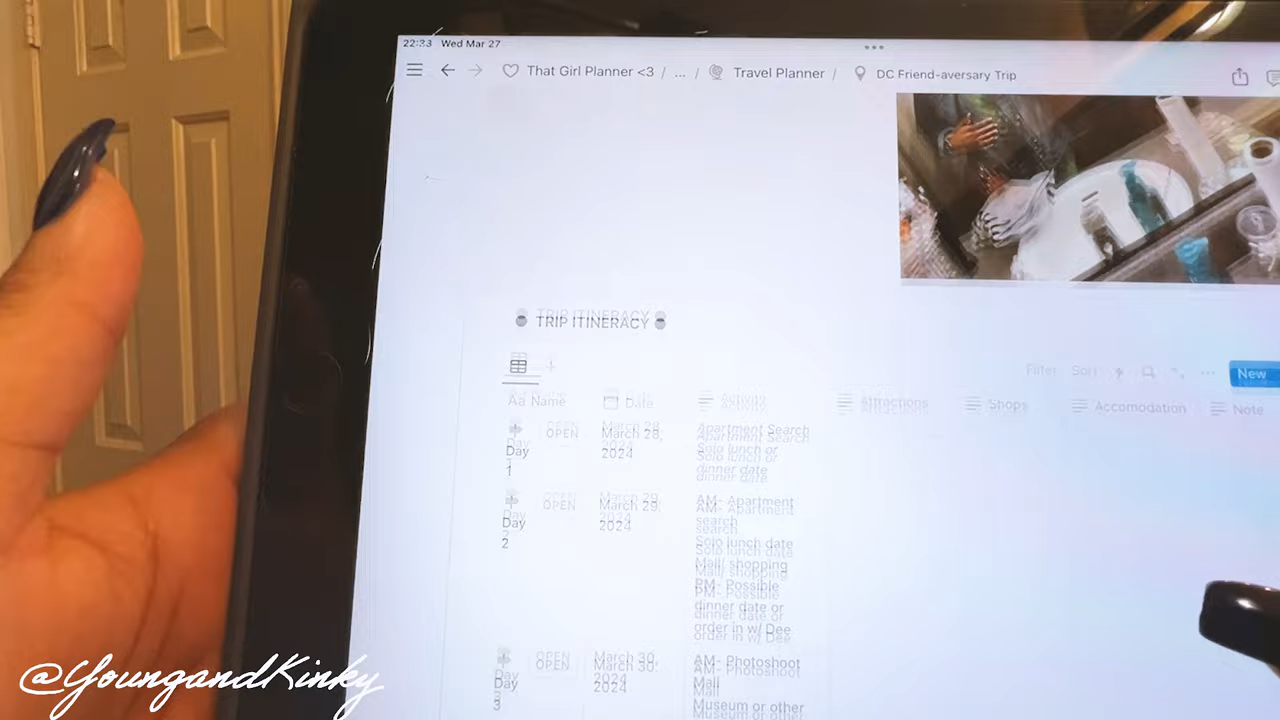 22:33 Wed Mar 27
That Girl Planner <3 / ... / Travel Planner / DC Friend-aversary Trip
TRIP ITINERACY
Filter Sort New
Aa Name Date Activity Attractions Shops Accomodation Note
Day 1 OPEN March 28, 2024 Apartment Search
Solo lunch or
dinner date
Day 2 OPEN March 29, 2024 AM- Apartment
search
Solo lunch date
Mall/ shopping
PM- Possible
dinner date or
order in w/ Dee
Day 3 OPEN March 30, 2024 AM- Photoshoot
Mall
Museum or other
@YoungandKinky